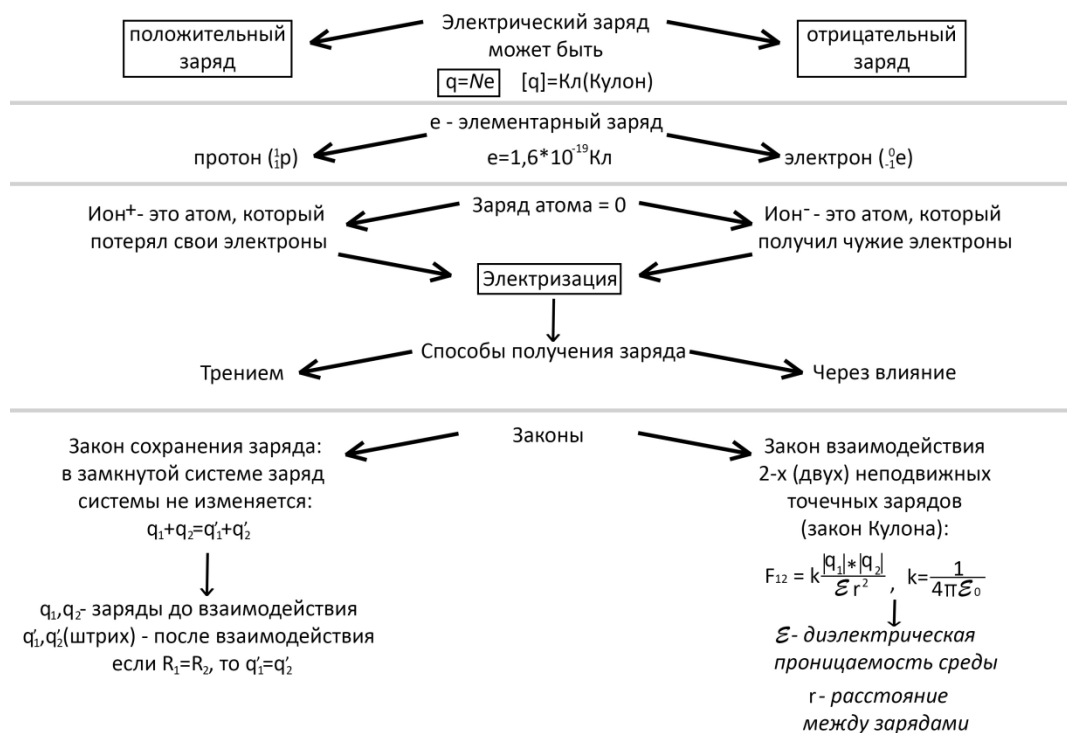 положительный
заряд
Электрический заряд
может быть
отрицательный
заряд
q=Ne [q]=Кл(Кулон)
e - элементарный заряд
протон (¹₁p)
e=1,6*10⁻¹⁹Кл
электрон (⁰₋₁e)
Ион⁺- это атом, который
потерял свои электроны
Заряд атома = 0
Ион⁻- это атом, который
получил чужие электроны
Электризация
Способы получения заряда
Трением
Через влияние
Законы
Закон сохранения заряда:
в замкнутой системе заряд
системы не изменяется:
q₁+q₂=q'₁+q'₂
q₁,q₂- заряды до взаимодействия
q'₁,q'₂(штрих) - после взаимодействия
если R₁=R₂, то q'₁=q'₂
Закон взаимодействия
2-х (двух) неподвижных
точечных зарядов
(закон Кулона):
F₁₂ = k |q₁|*|q₂| / ℰr² , k= 1 / 4πℰ₀
ℰ- диэлектрическая
проницаемость среды
r - расстояние
между зарядами